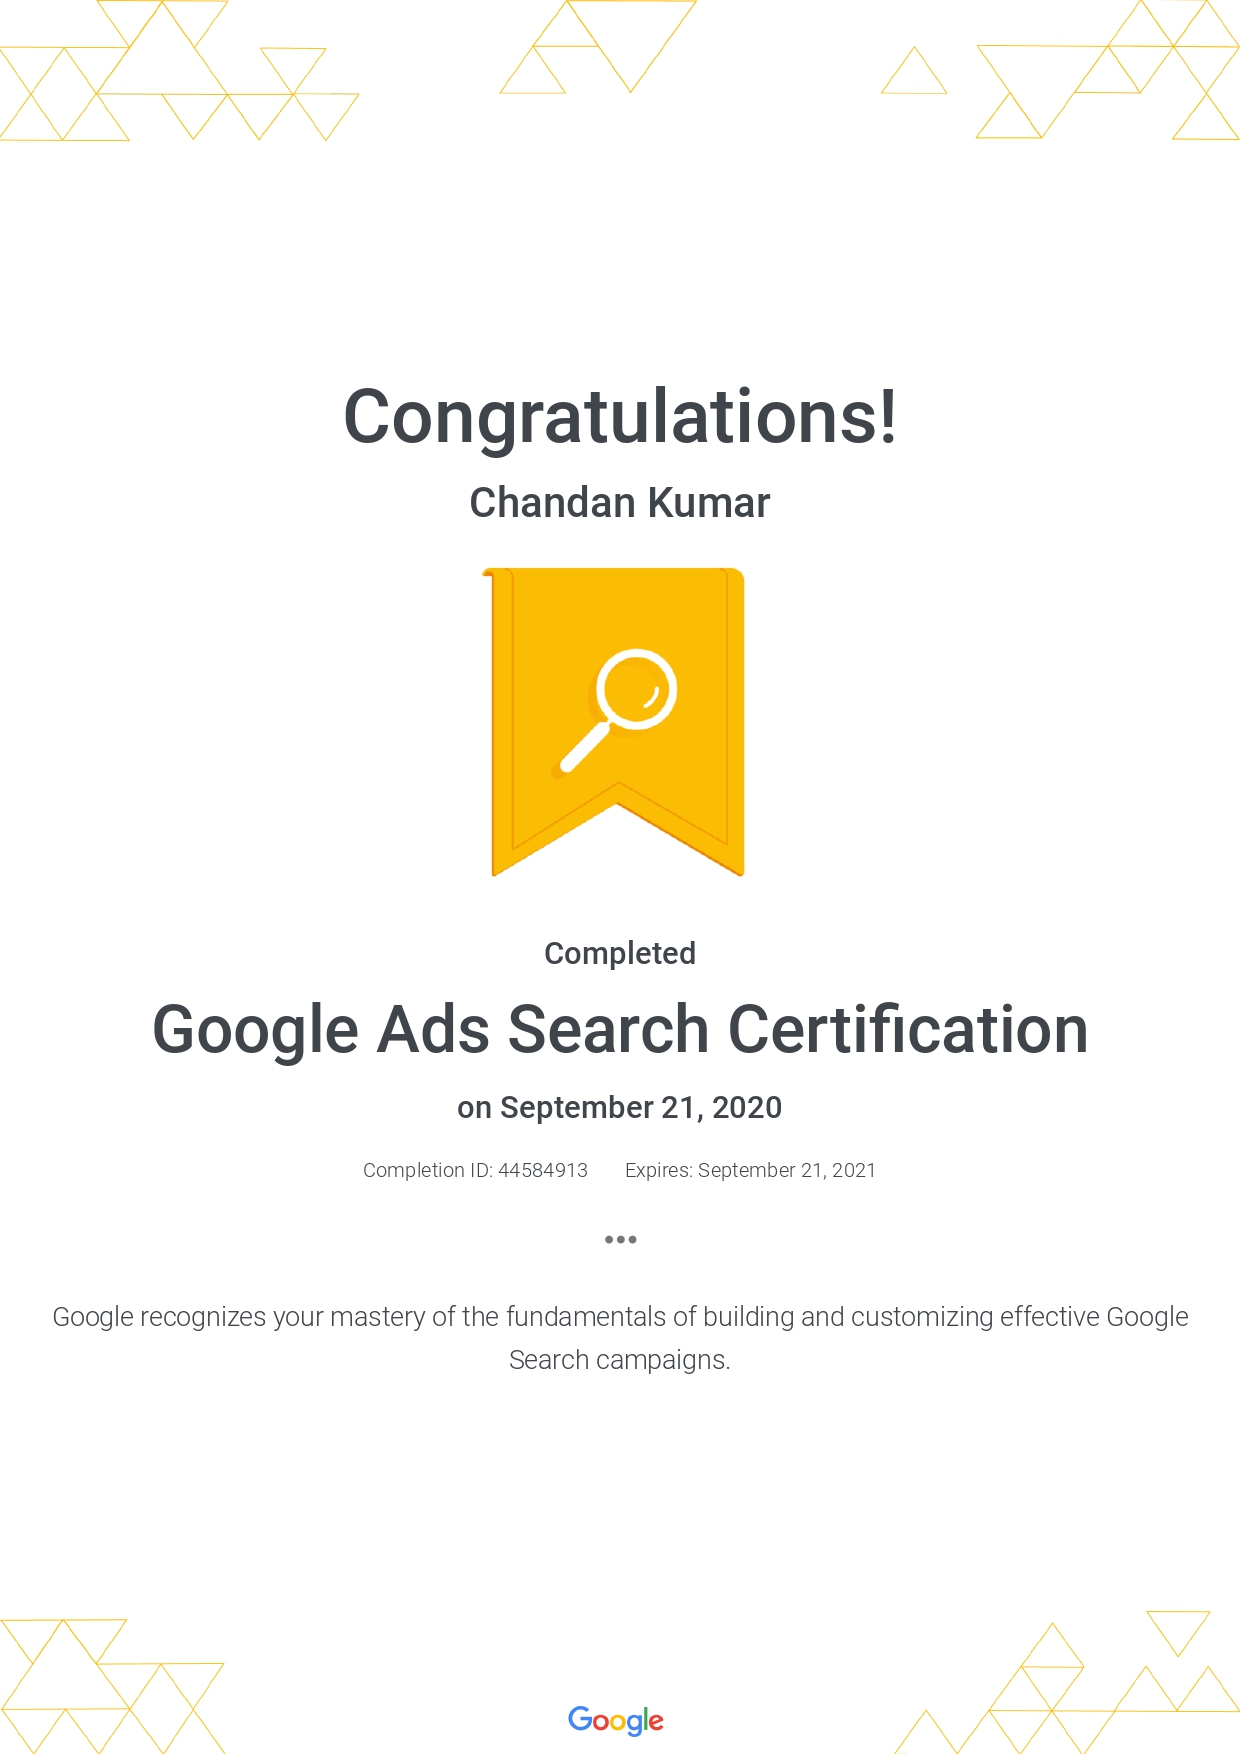 Congratulations!
Chandan Kumar
Completed
Google Ads Search Certification
on September 21, 2020
Completion ID: 44584913 Expires: September 21, 2021
•••
Google recognizes your mastery of the fundamentals of building and customizing effective Google
Search campaigns.
Google